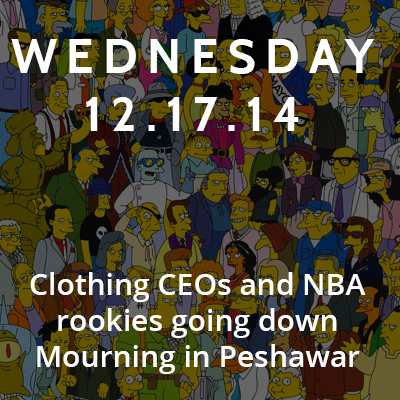 WEDNESDAY
12.17.14
Clothing CEOs and NBA
rookies going down
Mourning in Peshawar